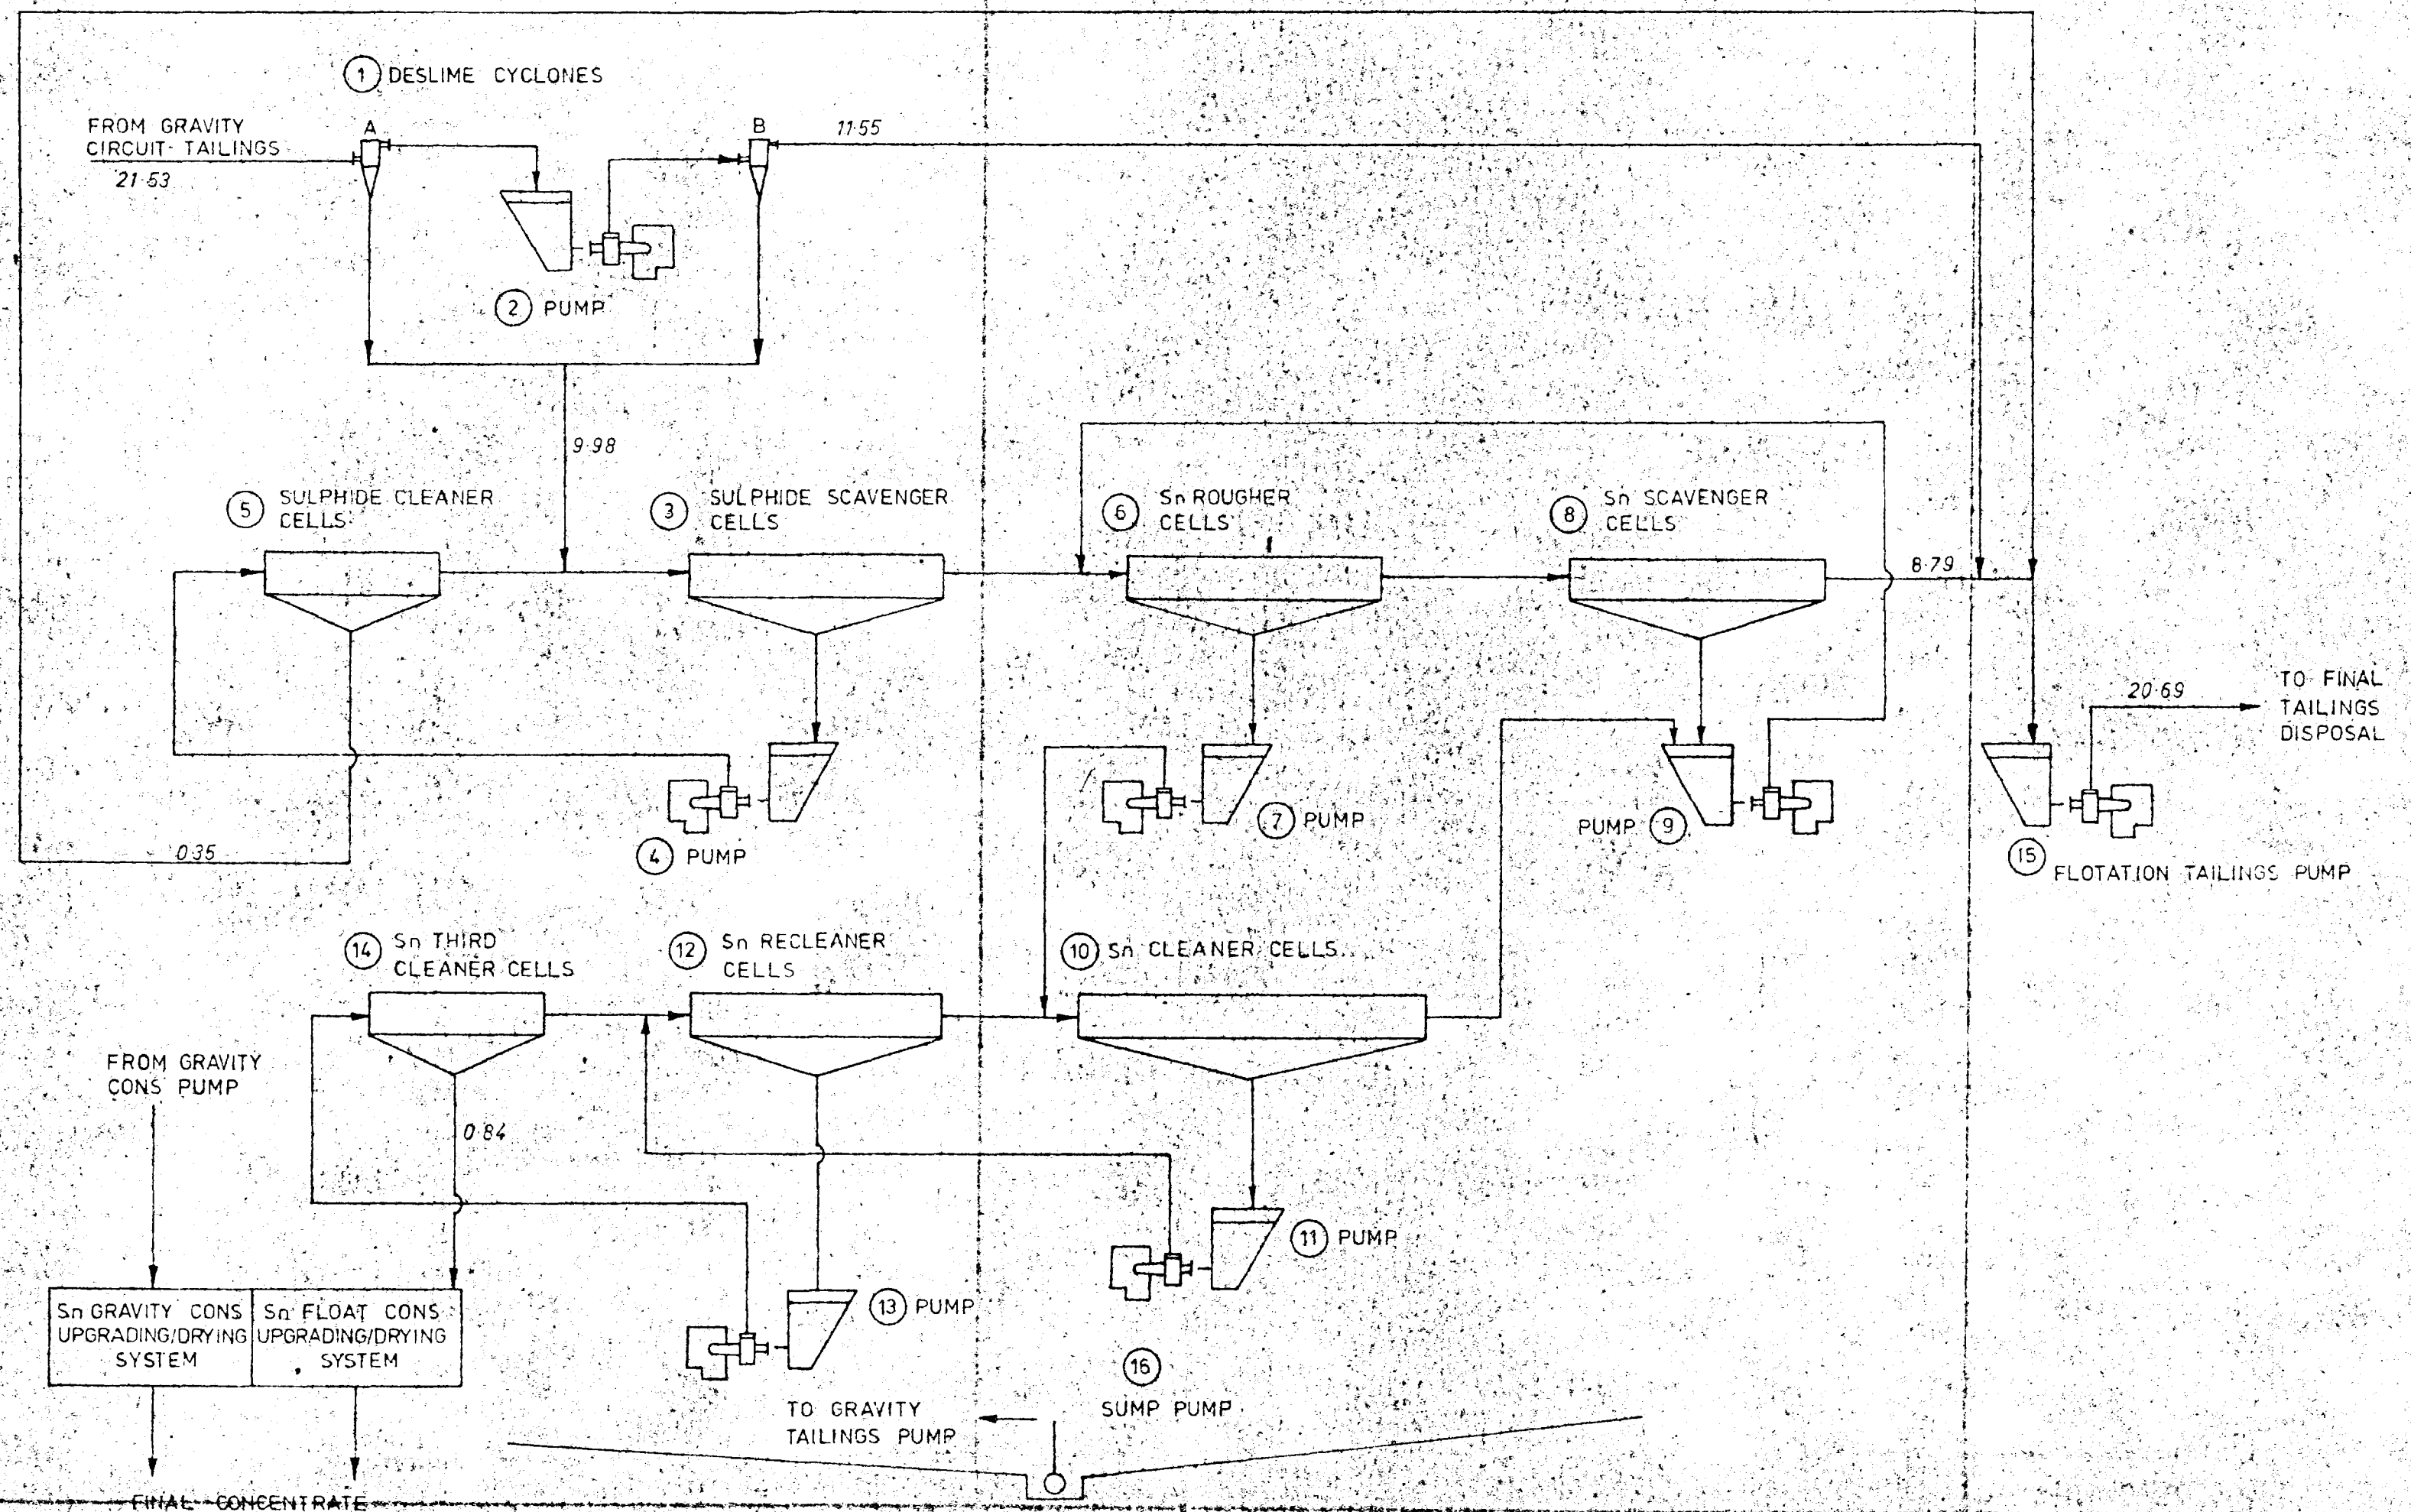 1 DESLIME CYCLONES
FROM GRAVITY
CIRCUIT TAILINGS
21·53
A
B
11·55
2 PUMP
9·98
5 SULPHIDE CLEANER
CELLS
3 SULPHIDE SCAVENGER
CELLS
6 Sn ROUGHER
CELLS
8 Sn SCAVENGER
CELLS
8·79
20·69
TO FINAL
TAILINGS
DISPOSAL
4 PUMP
7 PUMP
PUMP 9
15 FLOTATION TAILINGS PUMP
0·35
14 Sn THIRD
CLEANER CELLS
12 Sn RECLEANER
CELLS
10 Sn CLEANER CELLS
FROM GRAVITY
CONS PUMP
0·84
11 PUMP
13 PUMP
Sn GRAVITY CONS
UPGRADING/DRYING
SYSTEM
Sn FLOAT CONS
UPGRADING/DRYING
SYSTEM
16
SUMP PUMP
TO GRAVITY
TAILINGS PUMP
FINAL CONCENTRATE